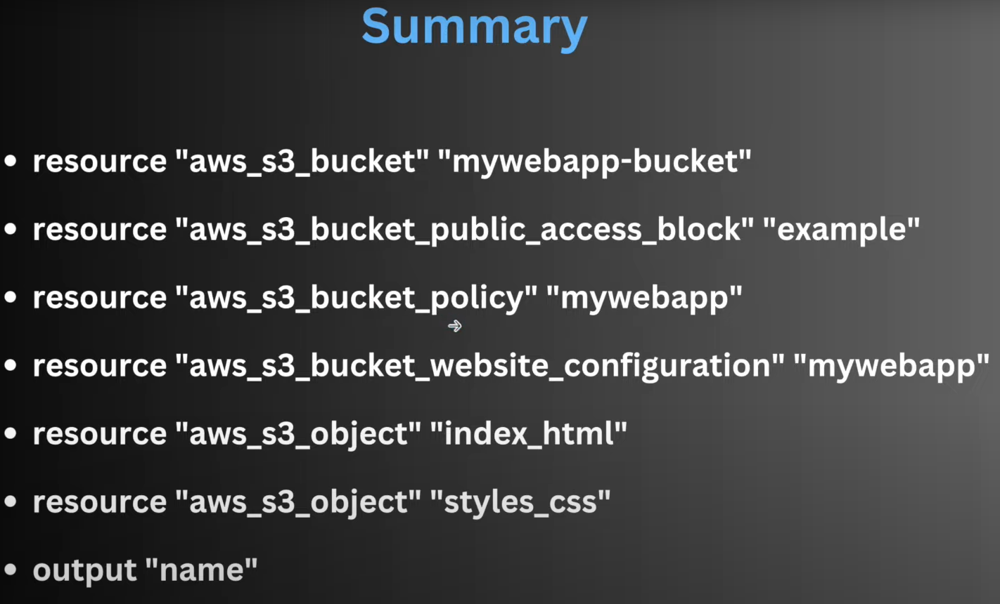 Summary
• resource "aws_s3_bucket" "mywebapp-bucket"
• resource "aws_s3_bucket_public_access_block" "example"
• resource "aws_s3_bucket_policy" "mywebapp"
• resource "aws_s3_bucket_website_configuration" "mywebapp"
• resource "aws_s3_object" "index_html"
• resource "aws_s3_object" "styles_css"
• output "name"